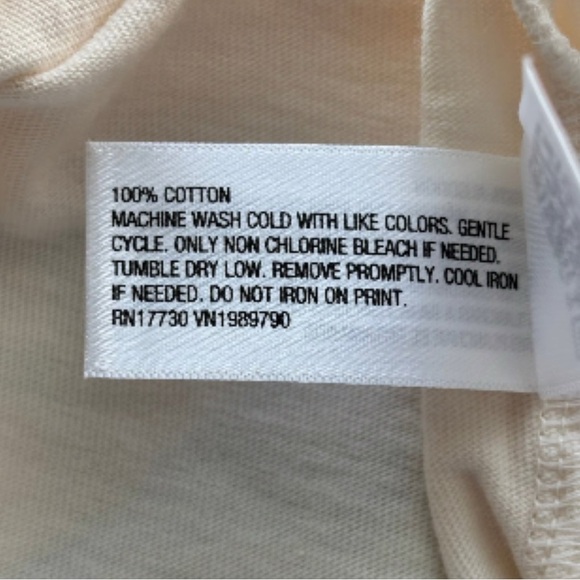 100% COTTON
MACHINE WASH COLD WITH LIKE COLORS. GENTLE
CYCLE. ONLY NON CHLORINE BLEACH IF NEEDED.
TUMBLE DRY LOW. REMOVE PROMPTLY. COOL IRON
IF NEEDED. DO NOT IRON ON PRINT.
RN17730 VN1989790